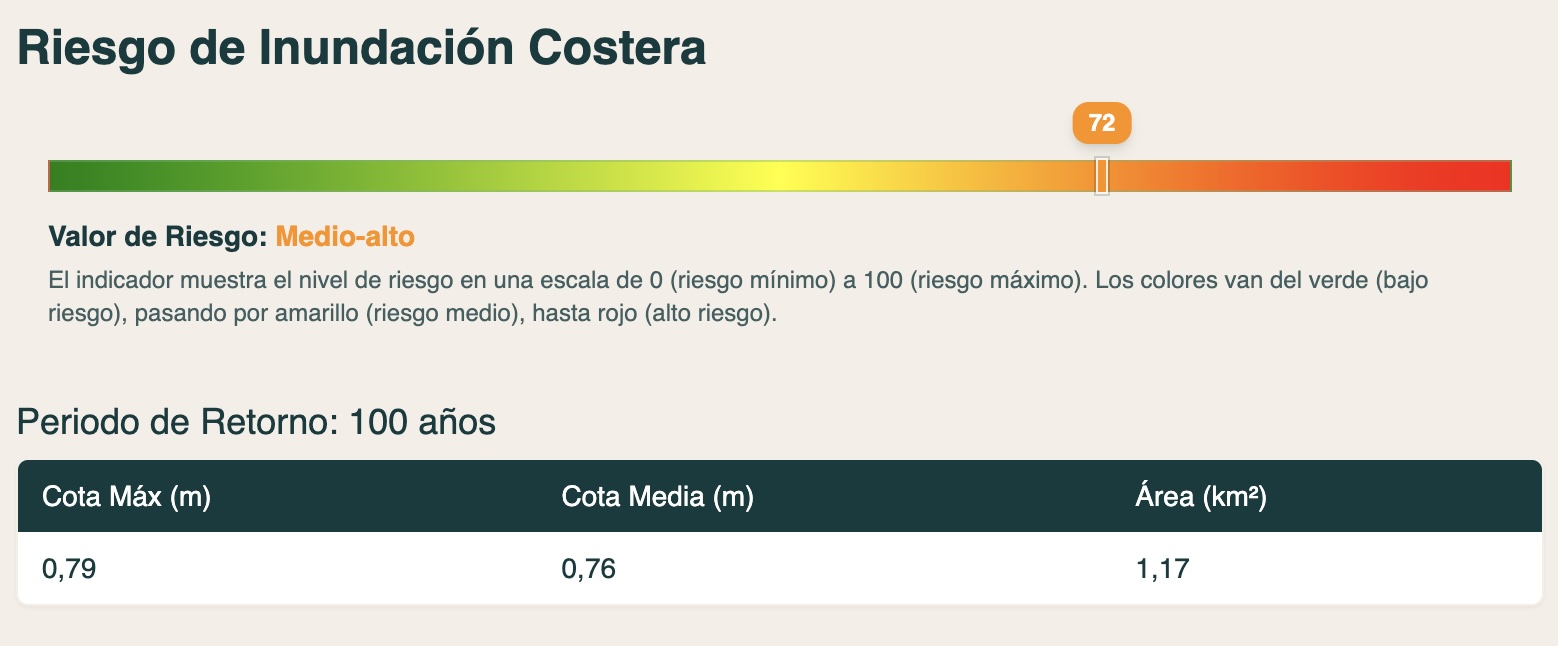 Riesgo de Inundación Costera
72
Valor de Riesgo: Medio-alto
El indicador muestra el nivel de riesgo en una escala de 0 (riesgo mínimo) a 100 (riesgo máximo). Los colores van del verde (bajo
riesgo), pasando por amarillo (riesgo medio), hasta rojo (alto riesgo).
Periodo de Retorno: 100 años
Cota Máx (m) Cota Media (m) Área (km²)
0,79 0,76 1,17